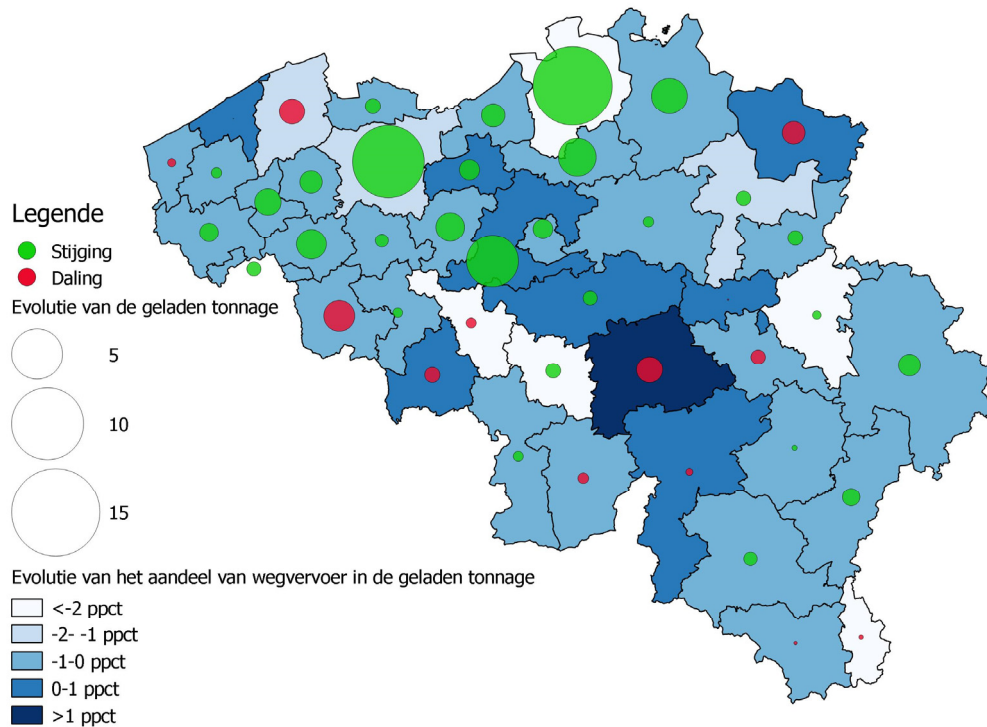 Legende
Stijging
Daling
Evolutie van de geladen tonnage
5
10
15
Evolutie van het aandeel van wegvervoer in de geladen tonnage
<-2 ppct
-2- -1 ppct
-1-0 ppct
0-1 ppct
>1 ppct